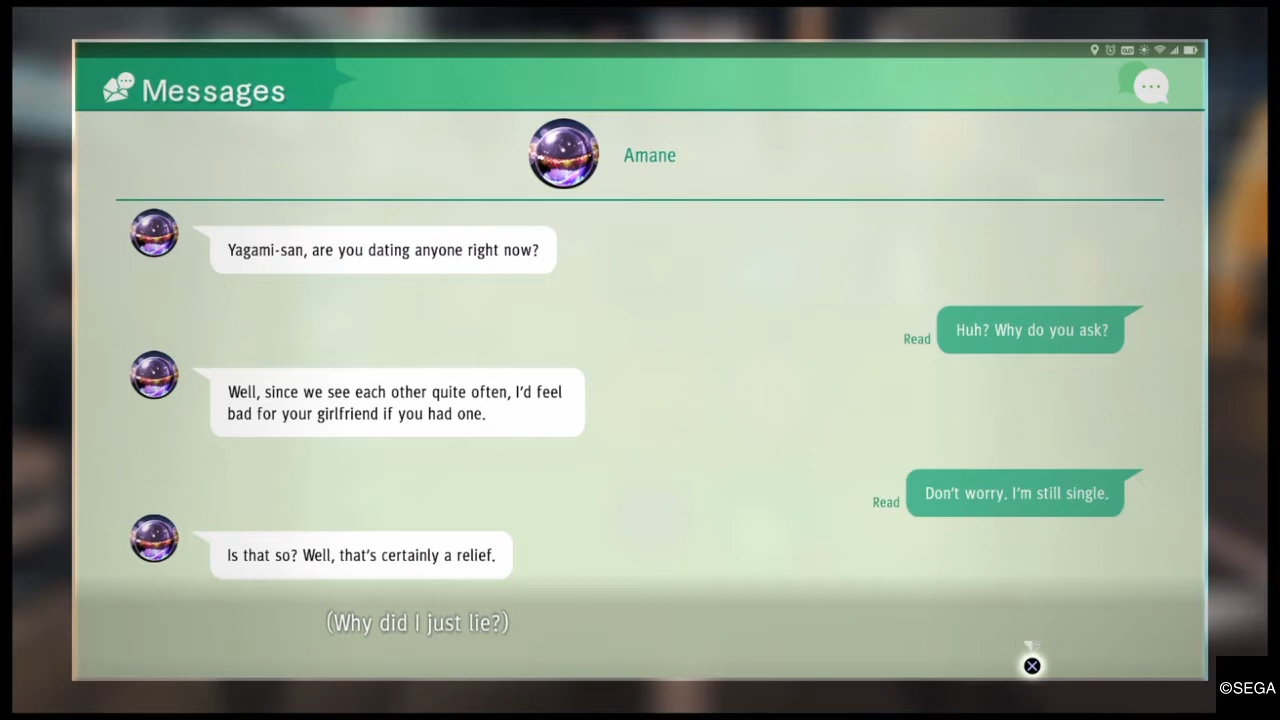 Messages
Amane
Yagami-san, are you dating anyone right now?
Read
Huh? Why do you ask?
Well, since we see each other quite often, I'd feel
bad for your girlfriend if you had one.
Read
Don't worry. I'm still single.
Is that so? Well, that's certainly a relief.
(Why did I just lie?)
©SEGA